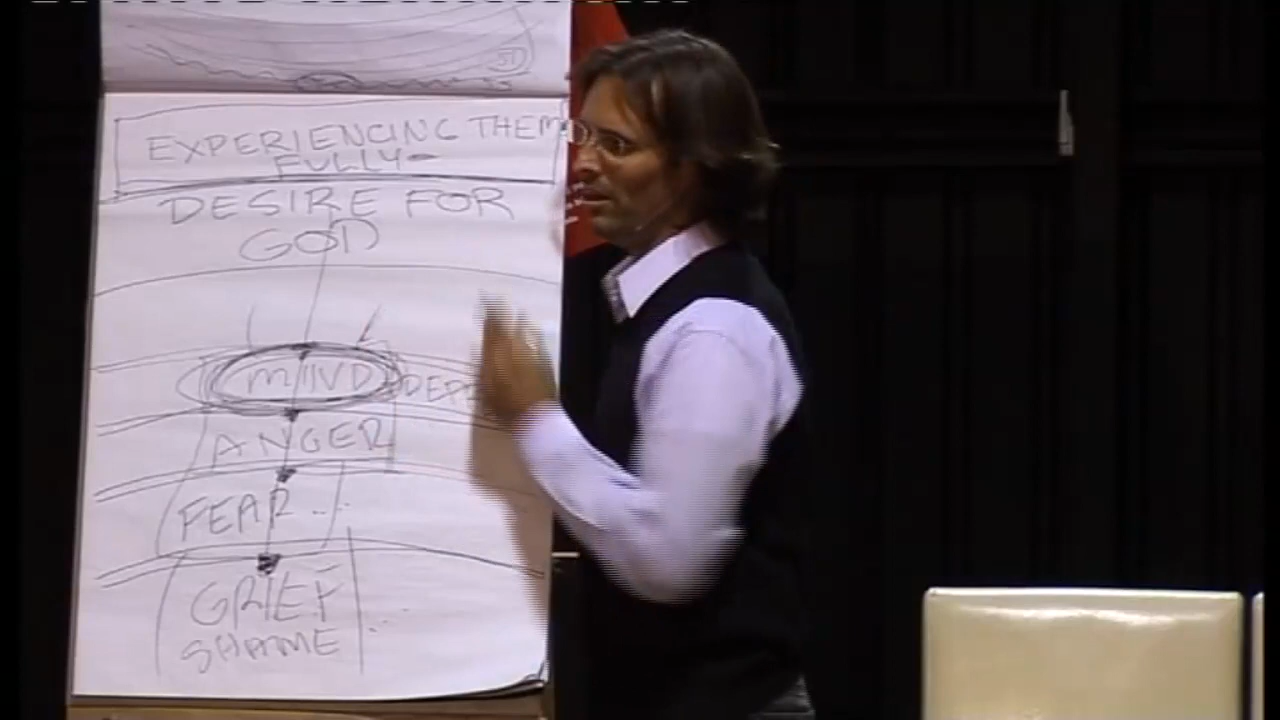 EXPERIENCING THEM
FULLY-
DESIRE FOR
GOD
MIND
ANGER
FEAR...
GRIEF
SHAME